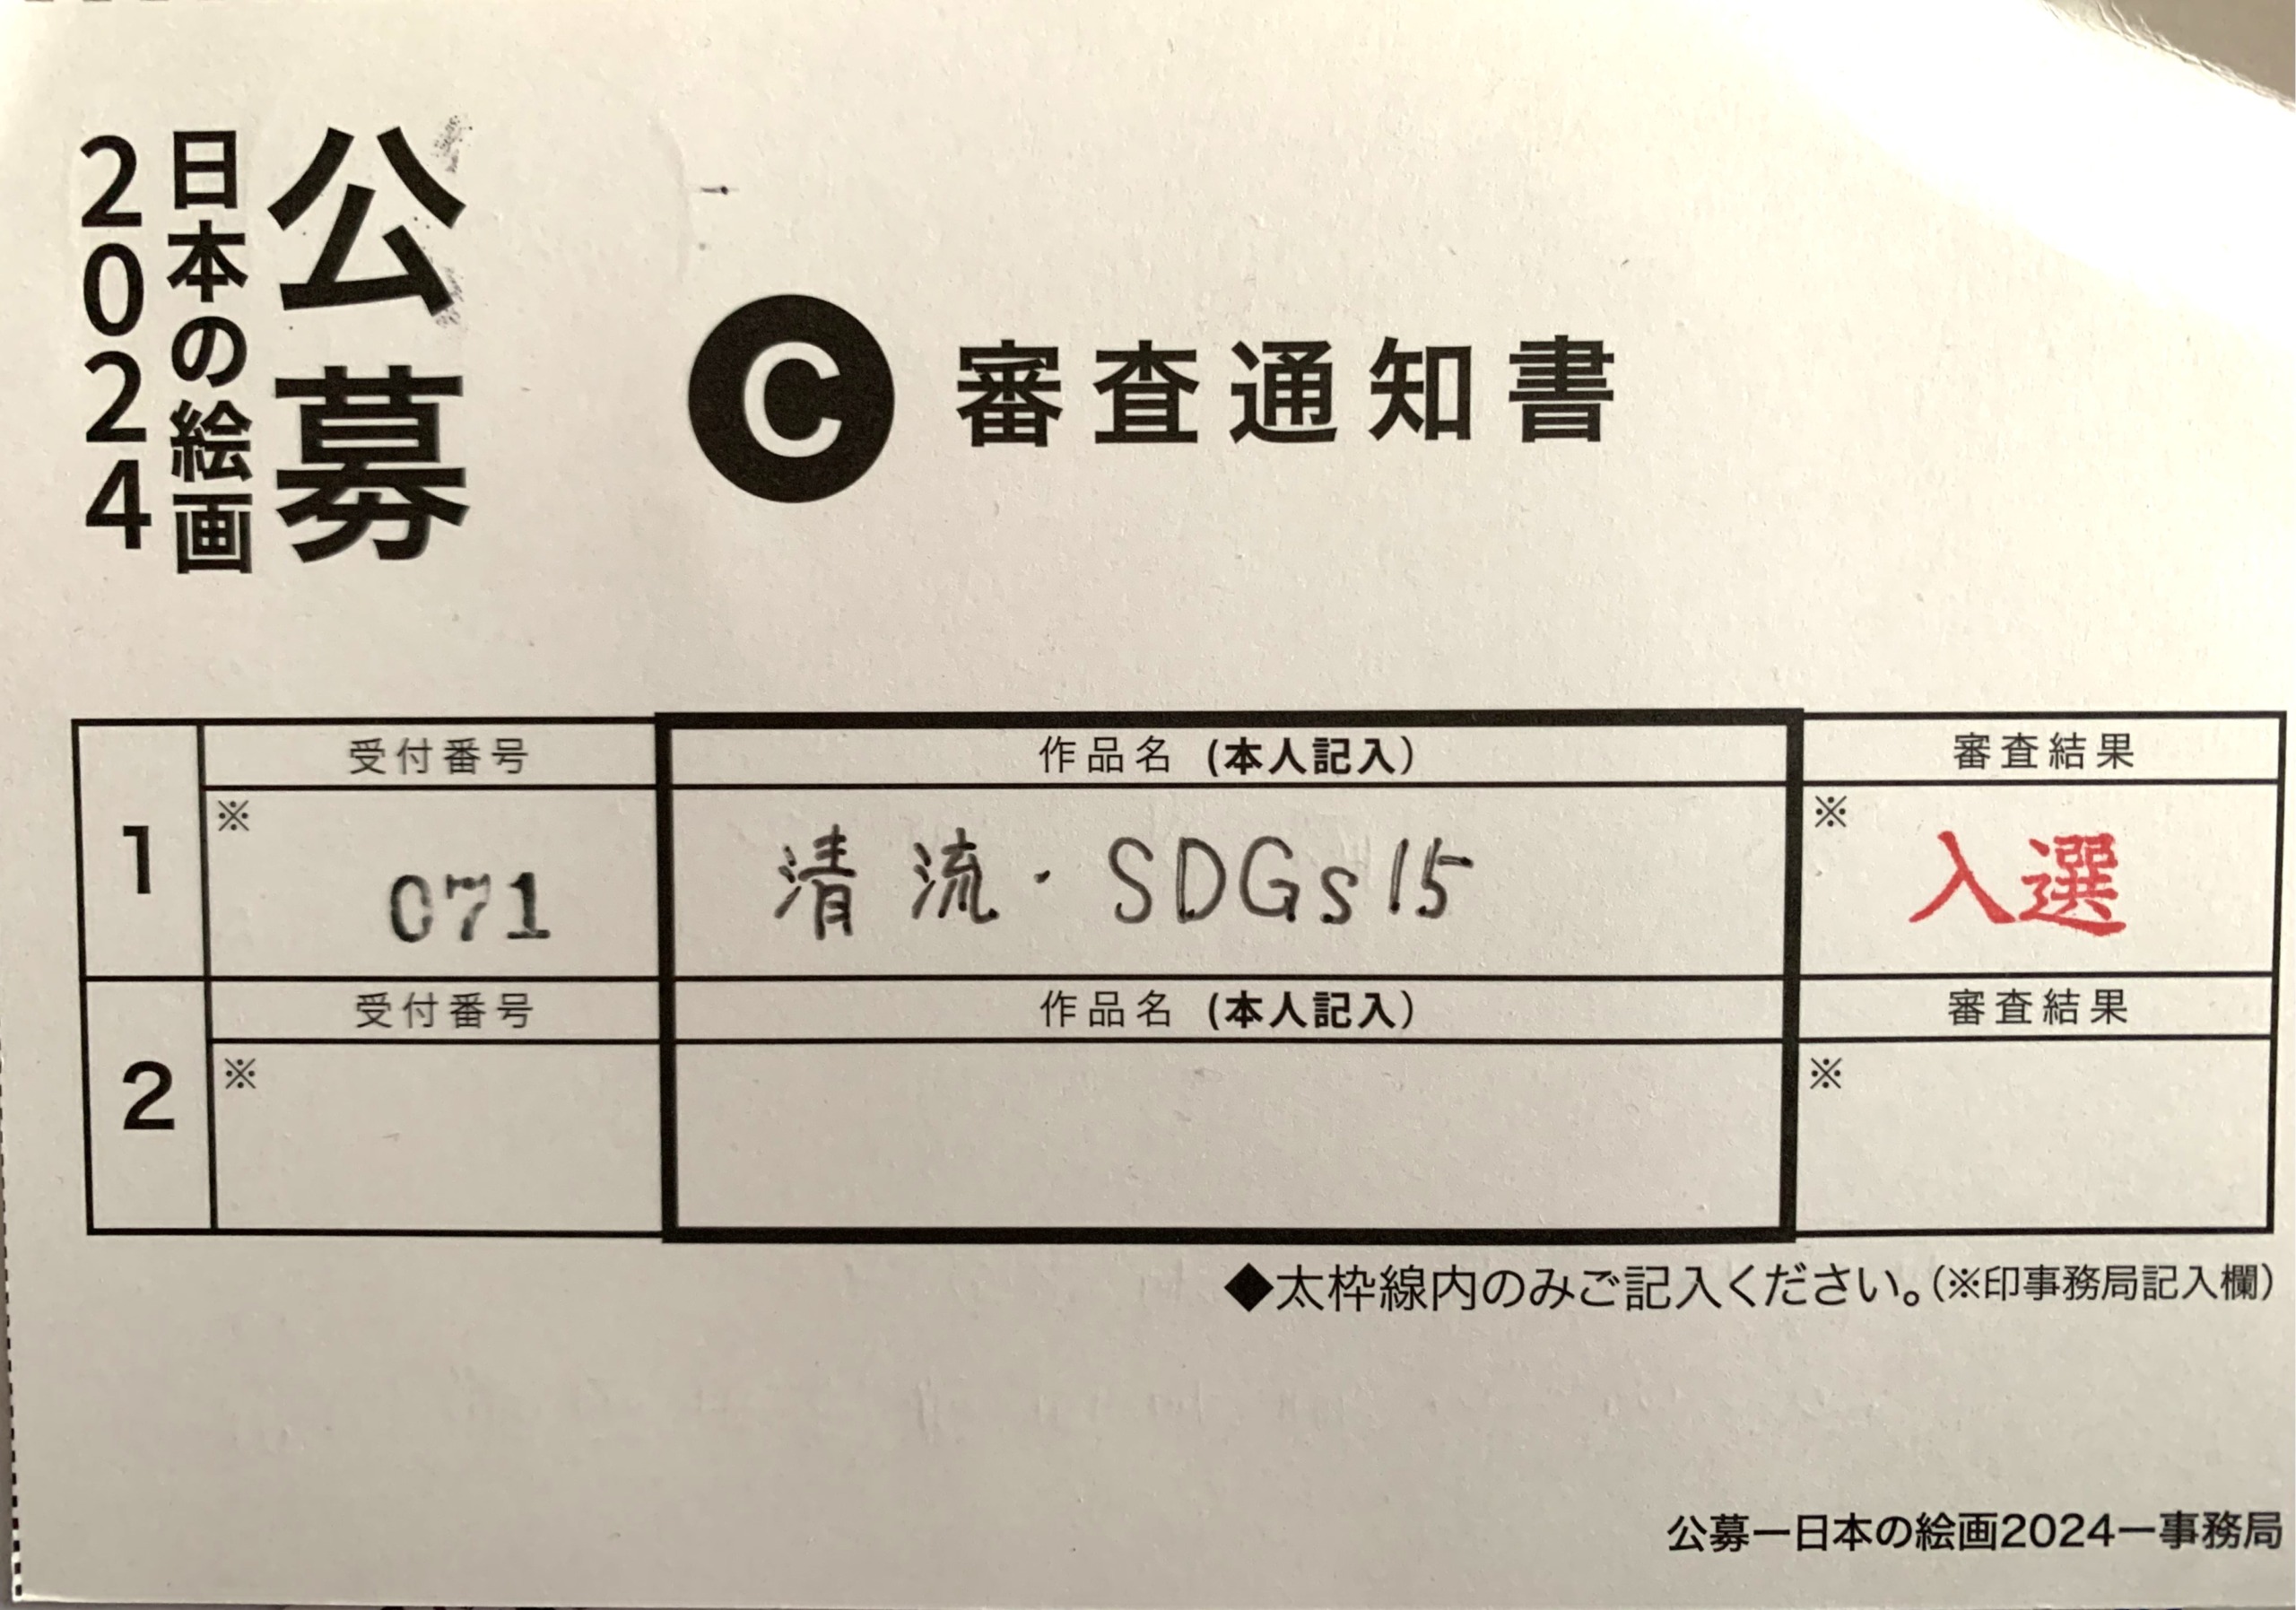 公募
日本の絵画
2024
C 審査通知書
1
受付番号
作品名(本人記入)
審査結果
※ 071
清流・SDGs15
※ 入選
2
受付番号
作品名(本人記入)
審査結果
※
※
◆太枠線内のみご記入ください。(※印事務局記入欄)
公募ー日本の絵画2024ー事務局